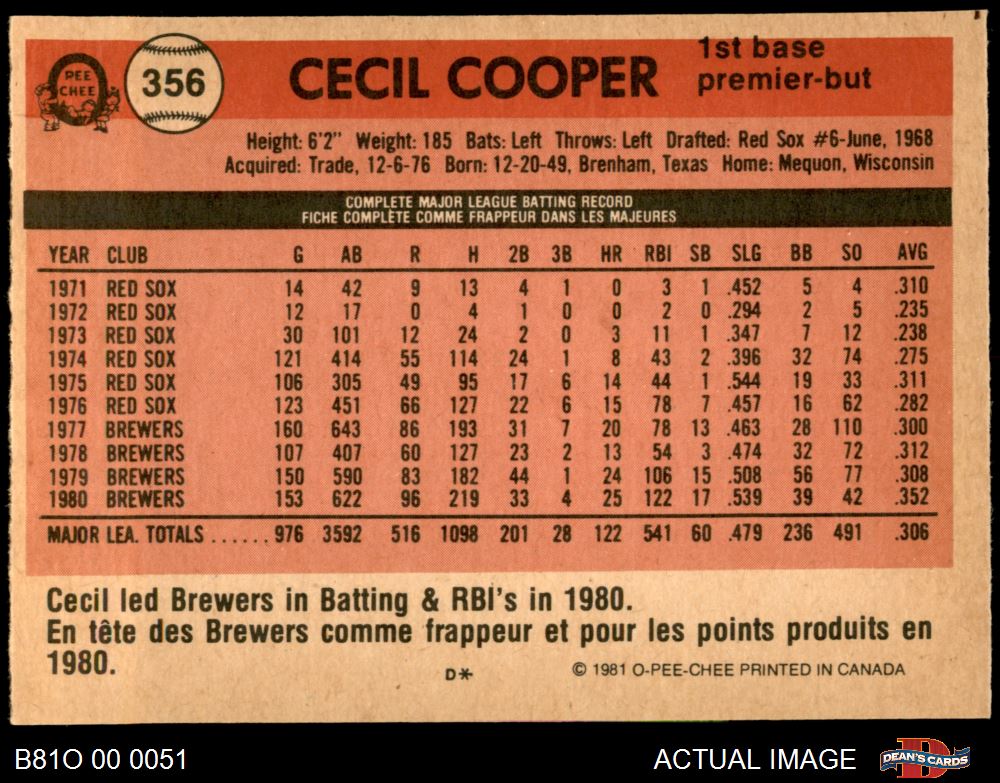 PEE
CHEE
356
CECIL COOPER
1st base
premier-but
Height: 6'2" Weight: 185 Bats: Left Throws: Left Drafted: Red Sox #6-June, 1968
Acquired: Trade, 12-6-76 Born: 12-20-49, Brenham, Texas Home: Mequon, Wisconsin
COMPLETE MAJOR LEAGUE BATTING RECORD
FICHE COMPLÈTE COMME FRAPPEUR DANS LES MAJEURES
YEAR CLUB G AB R H 2B 3B HR RBI SB SLG BB SO AVG
1971 RED SOX 14 42 9 13 4 1 0 3 1 .452 5 4 .310
1972 RED SOX 12 17 0 4 1 0 0 2 0 .294 2 5 .235
1973 RED SOX 30 101 12 24 2 0 3 11 1 .347 7 12 .238
1974 RED SOX 121 414 55 114 24 1 8 43 2 .396 32 74 .275
1975 RED SOX 106 305 49 95 17 6 14 44 1 .544 19 33 .311
1976 RED SOX 123 451 66 127 22 6 15 78 7 .457 16 62 .282
1977 BREWERS 160 643 86 193 31 7 20 78 13 .463 28 110 .300
1978 BREWERS 107 407 60 127 23 2 13 54 3 .474 32 72 .312
1979 BREWERS 150 590 83 182 44 1 24 106 15 .508 56 77 .308
1980 BREWERS 153 622 96 219 33 4 25 122 17 .539 39 42 .352
MAJOR LEA. TOTALS ...... 976 3592 516 1098 201 28 122 541 60 .479 236 491 .306
Cecil led Brewers in Batting & RBI's in 1980.
En tête des Brewers comme frappeur et pour les points produits en
1980.
D*
© 1981 O-PEE-CHEE PRINTED IN CANADA
B81O 00 0051
ACTUAL IMAGE
DEAN'S CARDS